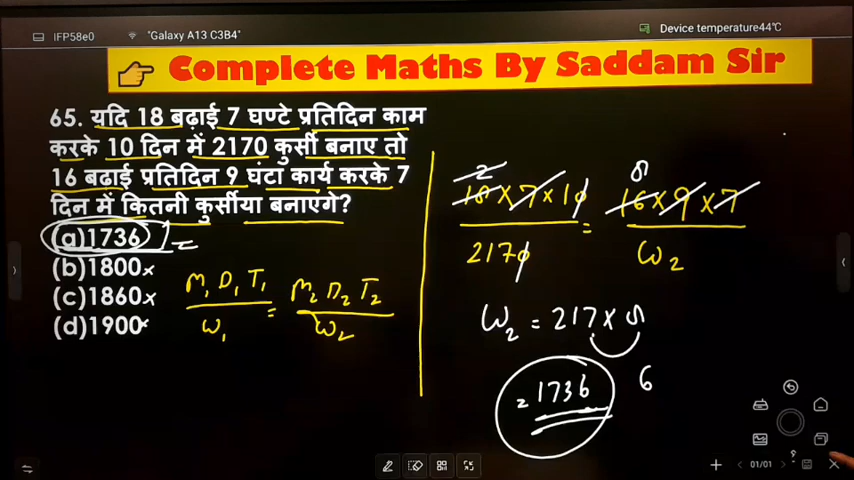 IFP58e0
"Galaxy A13 C3B4"
Device temperature44°C
Complete Maths By Saddam Sir
65. यदि 18 बढ़ाई 7 घण्टे प्रतिदिन काम
करके 10 दिन में 2170 कुर्सी बनाए तो
16 बढ़ाई प्रतिदिन 9 घंटा कार्य करके 7
दिन में कितनी कुर्सीया बनाएगे?
(a)1736
(b)1800
(c)1860
(d)1900
M₁ D₁ T₁ / W₁ = M₂ D₂ T₂ / W₂
2 8
18×7×10 / 2170 = 16×9×7 / W₂
W₂ = 217×8
= 1736
6
01/01